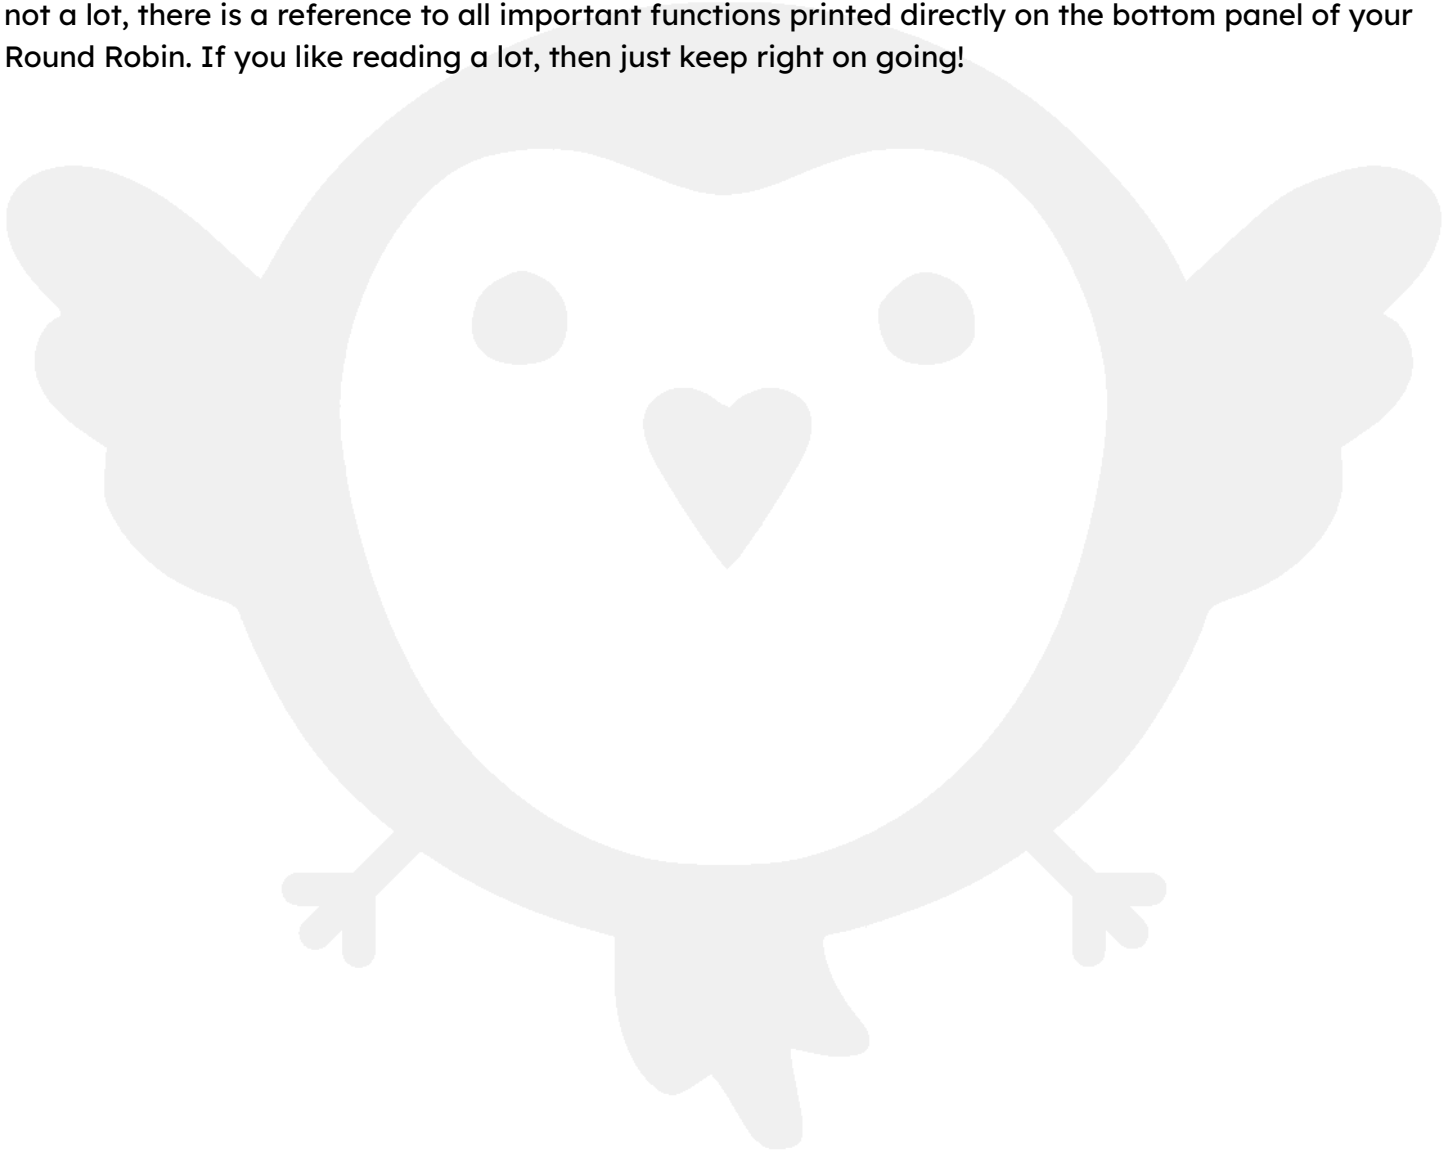 not a lot, there is a reference to all important functions printed directly on the bottom panel of your
Round Robin. If you like reading a lot, then just keep right on going!